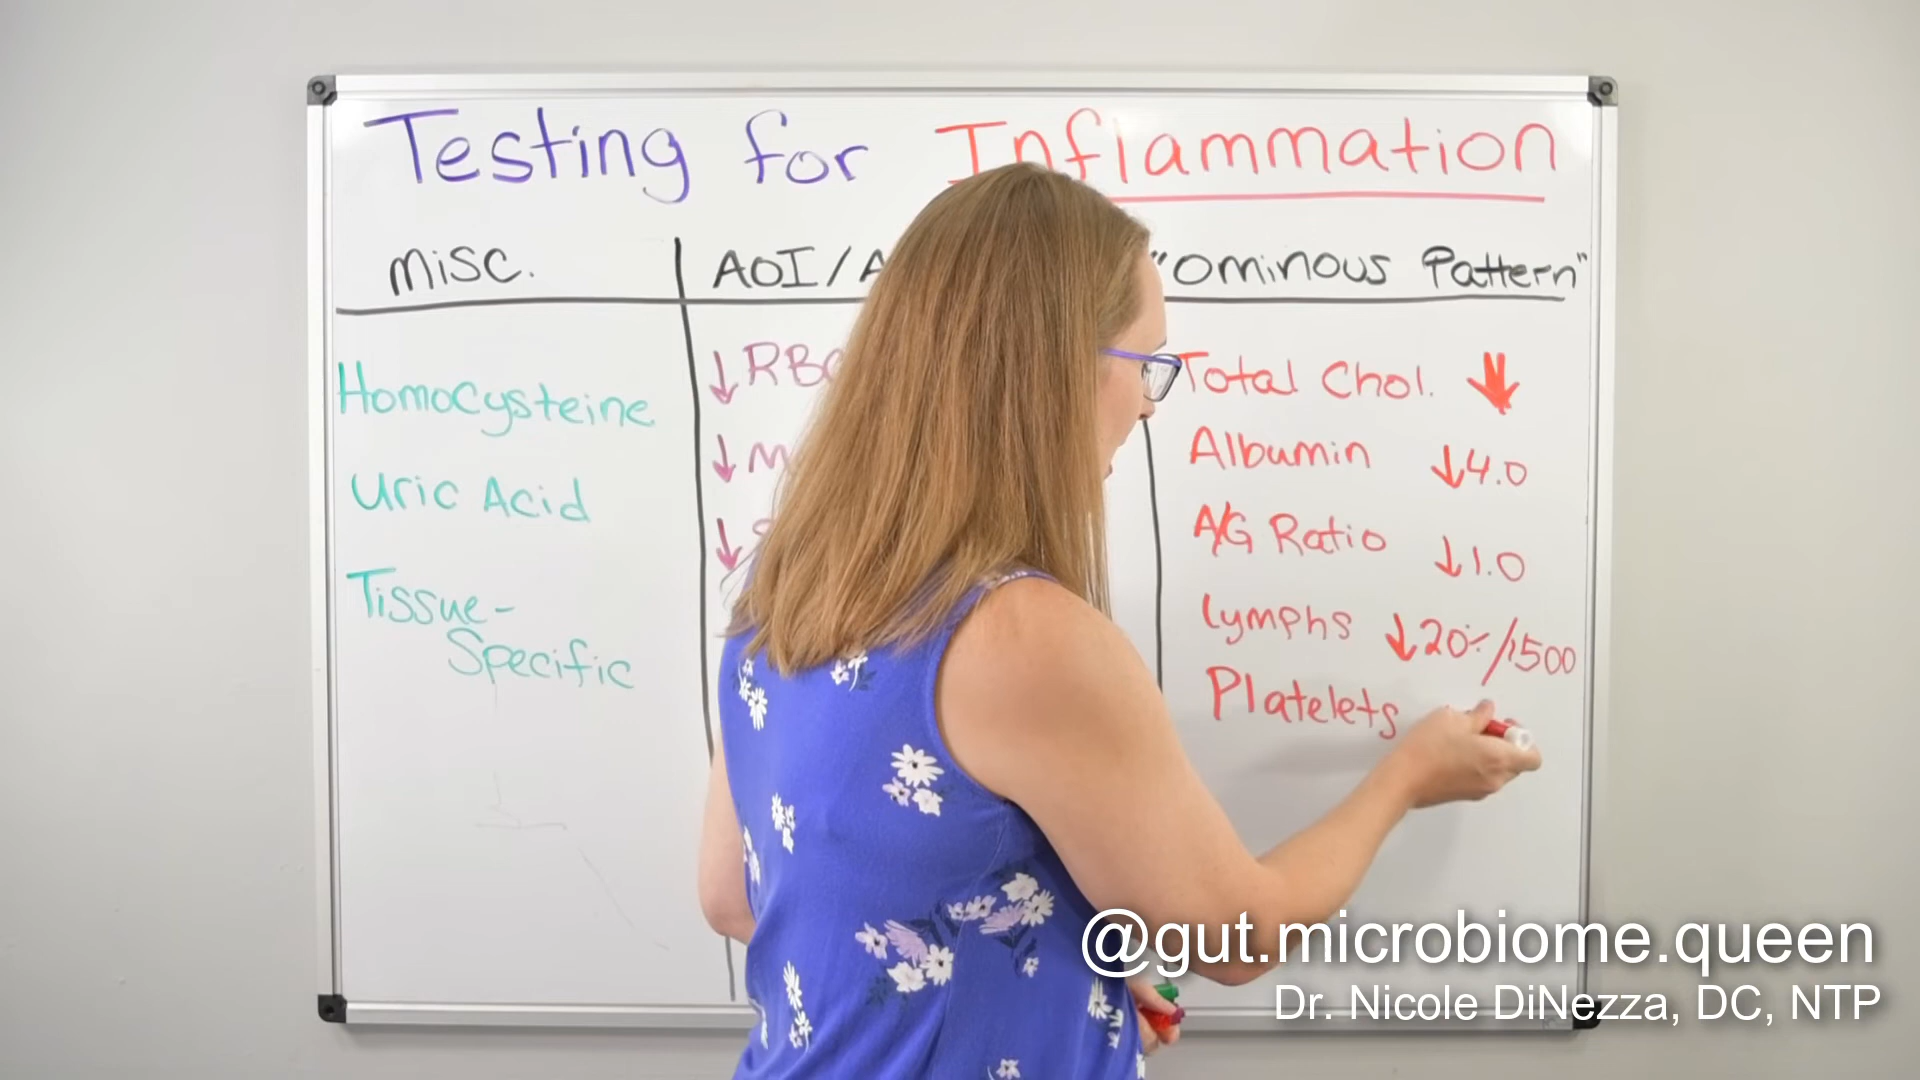 Testing for Inflammation
misc.
AOI/A
"Ominous Pattern"
Homocysteine
Uric Acid
Tissue-
Specific
↓RBC
↓M
↓
Total Chol. ↓
Albumin ↓4.0
A/G Ratio ↓1.0
Lymphs ↓20%/1500
Platelets
@gut.microbiome.queen
Dr. Nicole DiNezza, DC, NTP